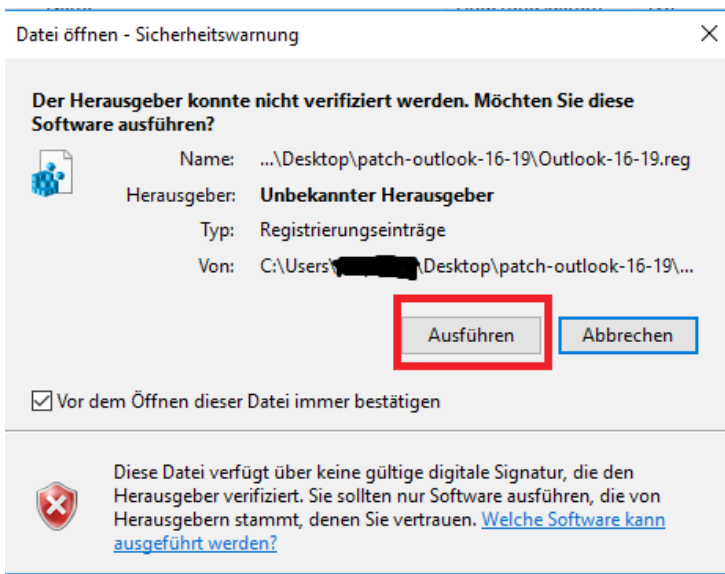 Datei öffnen - Sicherheitswarnung
Der Herausgeber konnte nicht verifiziert werden. Möchten Sie diese
Software ausführen?
Name: ...\Desktop\patch-outlook-16-19\Outlook-16-19.reg
Herausgeber: Unbekannter Herausgeber
Typ: Registrierungseinträge
Von: C:\Users\ \Desktop\patch-outlook-16-19\...
Ausführen Abbrechen
Vor dem Öffnen dieser Datei immer bestätigen
Diese Datei verfügt über keine gültige digitale Signatur, die den
Herausgeber verifiziert. Sie sollten nur Software ausführen, die von
Herausgebern stammt, denen Sie vertrauen. Welche Software kann
ausgeführt werden?